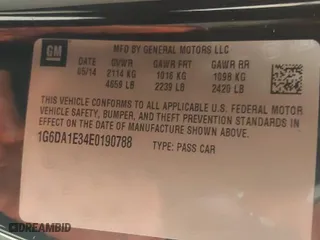 GM
MFD BY GENERAL MOTORS LLC
DATE GVWR GAWR FRT GAWR RR
05/14 2114 KG 1016 KG 1098 KG
4659 LB 2239 LB 2420 LB
THIS VEHICLE CONFORMS TO ALL APPLICABLE U.S. FEDERAL MOTOR
VEHICLE SAFETY, BUMPER, AND THEFT PREVENTION STANDARDS IN
EFFECT ON THE DATE OF MANUFACTURE SHOWN ABOVE.
1G6DA1E34E0190788 TYPE: PASS CAR
© DREAMBID